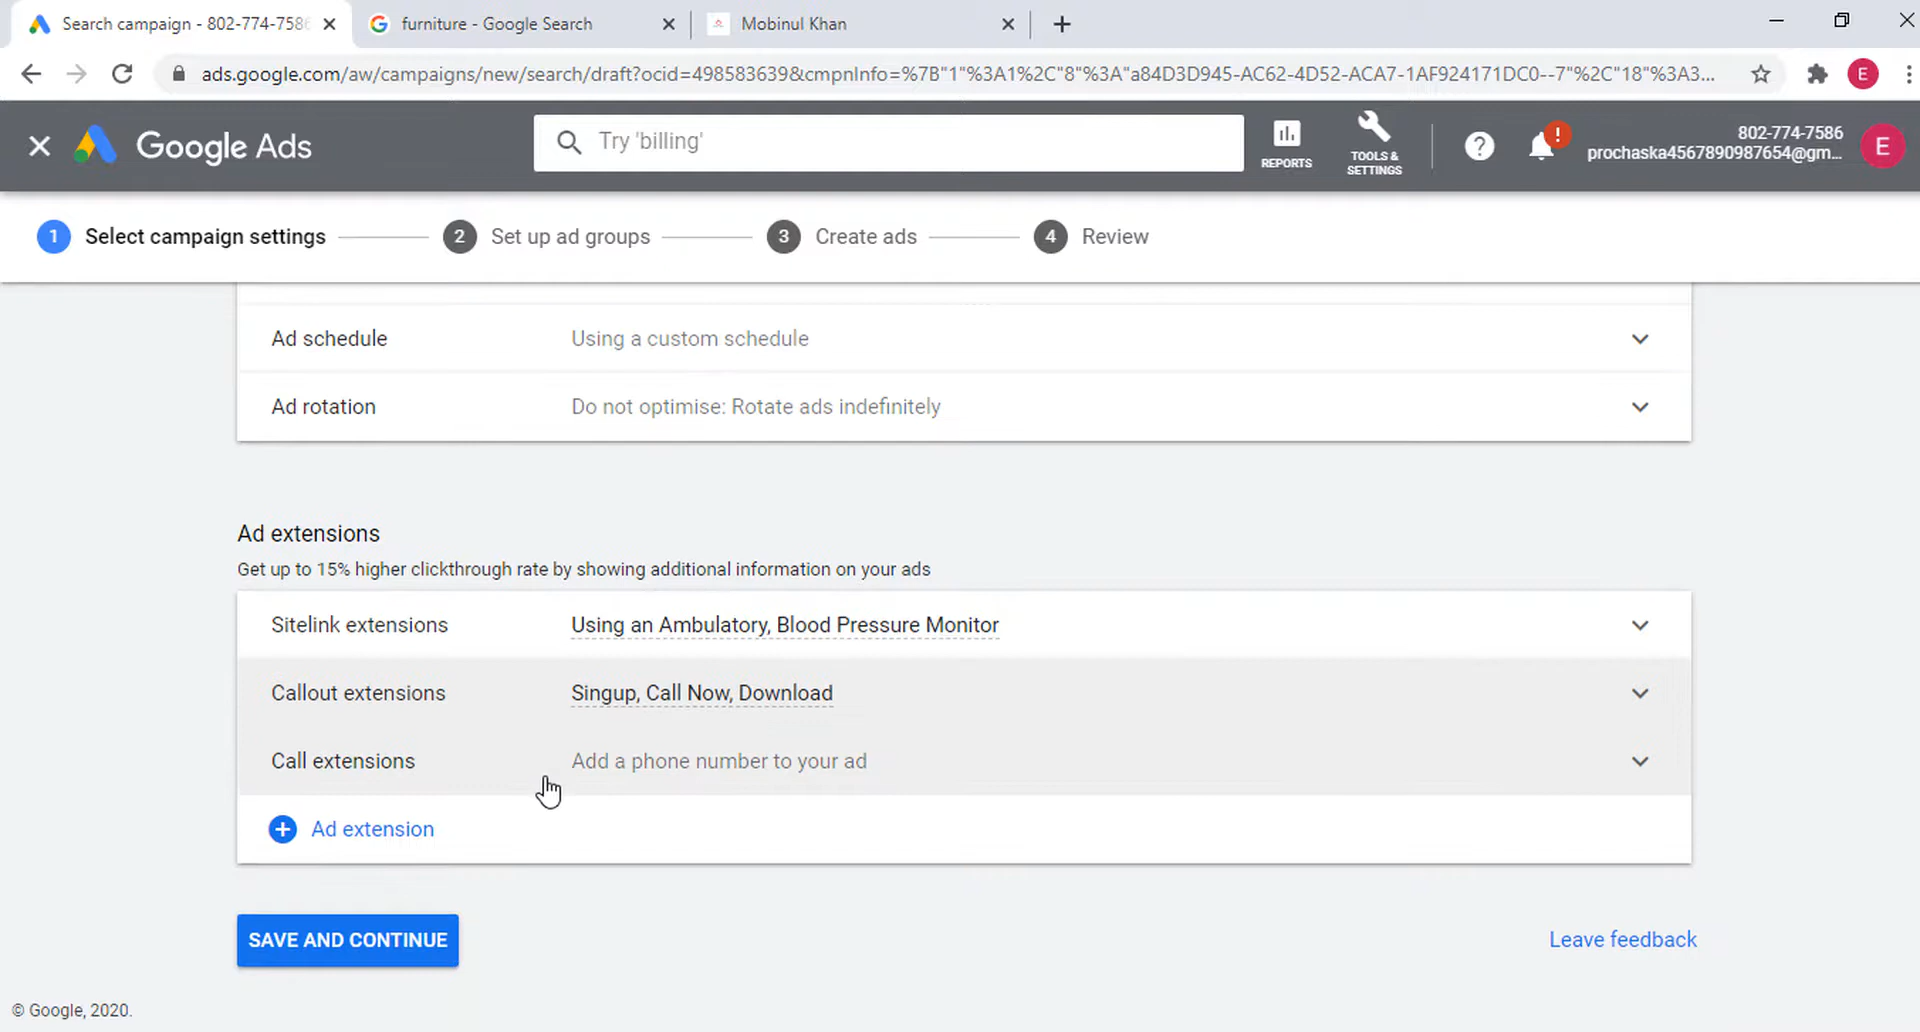 Search campaign - 802-774-7586
furniture - Google Search
Mobinul Khan
ads.google.com/aw/campaigns/new/search/draft?ocid=498583639&cmpnInfo=%7B"1"%3A1%2C"8"%3A"a84D3D945-AC62-4D52-ACA7-1AF924171DC0--7"%2C"18"%3A3...
E
Google Ads
Try 'billing'
REPORTS
TOOLS &
SETTINGS
?
!
802-774-7586
prochaska4567890987654@gm...
E
1 Select campaign settings
2 Set up ad groups
3 Create ads
4 Review
Ad schedule Using a custom schedule
Ad rotation Do not optimise: Rotate ads indefinitely
Ad extensions
Get up to 15% higher clickthrough rate by showing additional information on your ads
Sitelink extensions Using an Ambulatory, Blood Pressure Monitor
Callout extensions Singup, Call Now, Download
Call extensions Add a phone number to your ad
Ad extension
SAVE AND CONTINUE
Leave feedback
© Google, 2020.